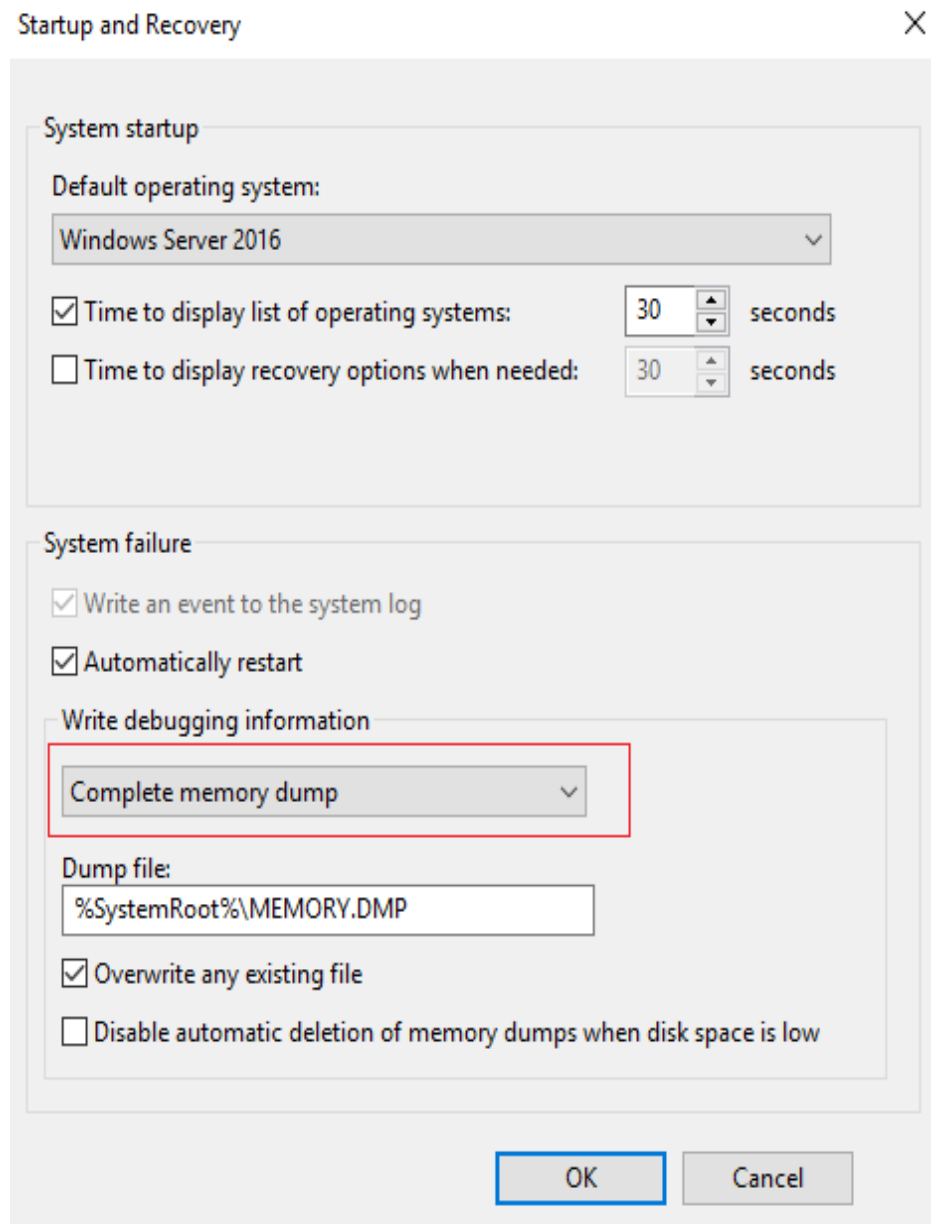 Startup and Recovery
System startup
Default operating system:
Windows Server 2016
Time to display list of operating systems: 30 seconds
Time to display recovery options when needed: 30 seconds
System failure
Write an event to the system log
Automatically restart
Write debugging information
Complete memory dump
Dump file:
%SystemRoot%\MEMORY.DMP
Overwrite any existing file
Disable automatic deletion of memory dumps when disk space is low
OK Cancel